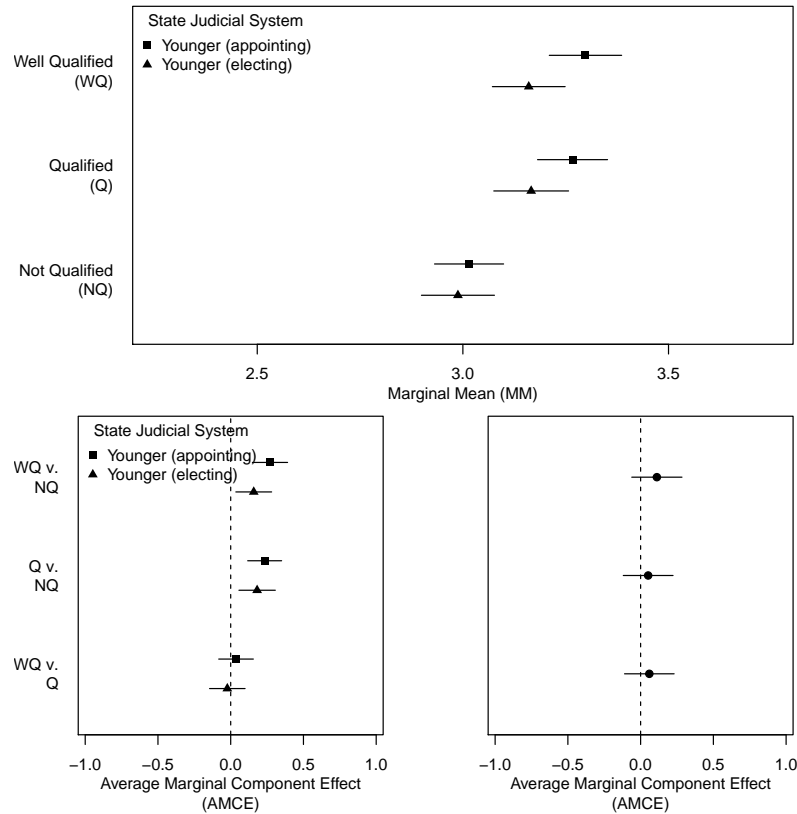 State Judicial System
Younger (appointing)
Younger (electing)
Well Qualified
(WQ)
Qualified
(Q)
Not Qualified
(NQ)
2.5 3.0 3.5
Marginal Mean (MM)
State Judicial System
Younger (appointing)
Younger (electing)
WQ v.
NQ
Q v.
NQ
WQ v.
Q
−1.0 −0.5 0.0 0.5 1.0
Average Marginal Component Effect
(AMCE)
−1.0 −0.5 0.0 0.5 1.0
Average Marginal Component Effect
(AMCE)